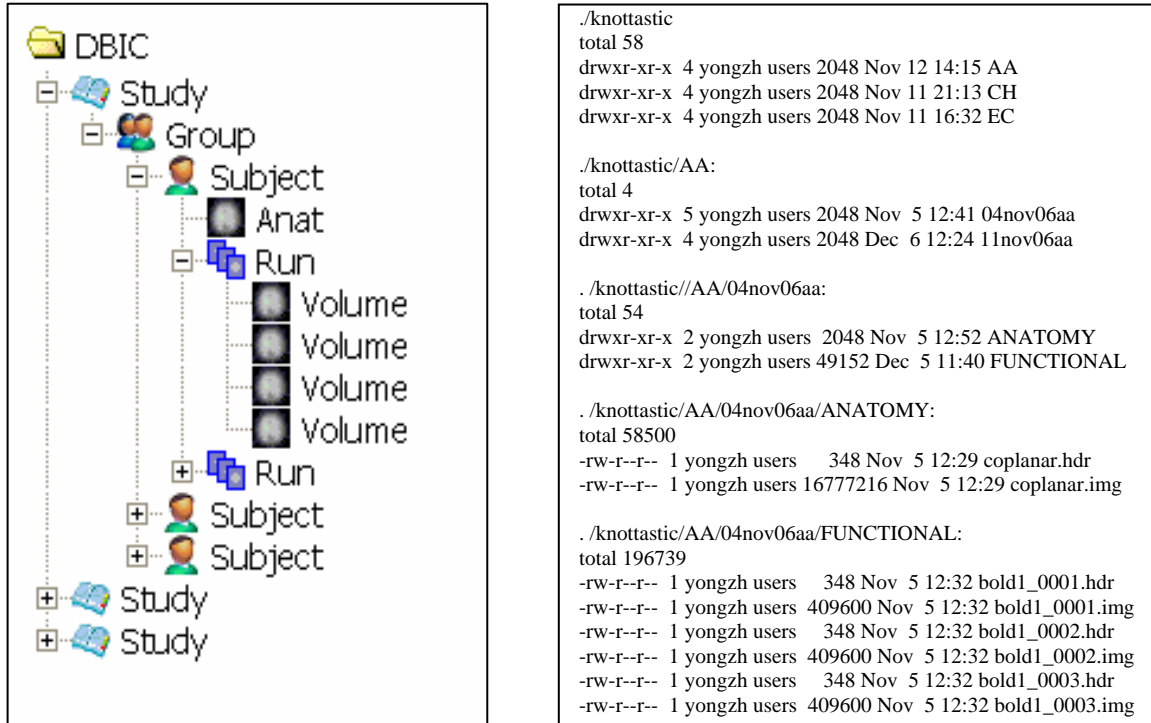 DBIC
Study
Group
Subject
Anat
Run
Volume
Volume
Volume
Volume
Run
Subject
Subject
Study
Study
./knottastic
total 58
drwxr-xr-x 4 yongzh users 2048 Nov 12 14:15 AA
drwxr-xr-x 4 yongzh users 2048 Nov 11 21:13 CH
drwxr-xr-x 4 yongzh users 2048 Nov 11 16:32 EC
./knottastic/AA:
total 4
drwxr-xr-x 5 yongzh users 2048 Nov 5 12:41 04nov06aa
drwxr-xr-x 4 yongzh users 2048 Dec 6 12:24 11nov06aa
. /knottastic//AA/04nov06aa:
total 54
drwxr-xr-x 2 yongzh users 2048 Nov 5 12:52 ANATOMY
drwxr-xr-x 2 yongzh users 49152 Dec 5 11:40 FUNCTIONAL
. /knottastic/AA/04nov06aa/ANATOMY:
total 58500
-rw-r--r-- 1 yongzh users 348 Nov 5 12:29 coplanar.hdr
-rw-r--r-- 1 yongzh users 16777216 Nov 5 12:29 coplanar.img
. /knottastic/AA/04nov06aa/FUNCTIONAL:
total 196739
-rw-r--r-- 1 yongzh users 348 Nov 5 12:32 bold1_0001.hdr
-rw-r--r-- 1 yongzh users 409600 Nov 5 12:32 bold1_0001.img
-rw-r--r-- 1 yongzh users 348 Nov 5 12:32 bold1_0002.hdr
-rw-r--r-- 1 yongzh users 409600 Nov 5 12:32 bold1_0002.img
-rw-r--r-- 1 yongzh users 348 Nov 5 12:32 bold1_0003.hdr
-rw-r--r-- 1 yongzh users 409600 Nov 5 12:32 bold1_0003.img